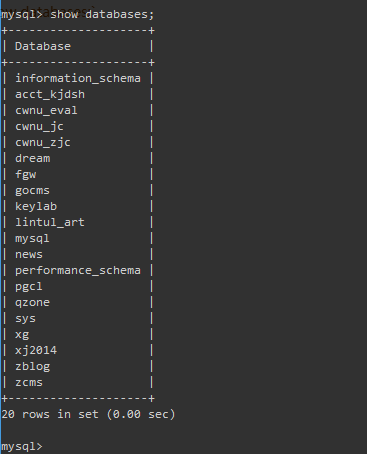 mysql> show databases;
+--------------------+
| Database           |
+--------------------+
| information_schema |
| acct_kjdsh         |
| cwnu_eval          |
| cwnu_jc            |
| cwnu_zjc           |
| dream              |
| fgw                |
| gocms              |
| keylab             |
| lintul_art         |
| mysql              |
| news               |
| performance_schema |
| pgcl               |
| qzone              |
| sys                |
| xg                 |
| xj2014             |
| zblog              |
| zcms               |
+--------------------+
20 rows in set (0.00 sec)
mysql>